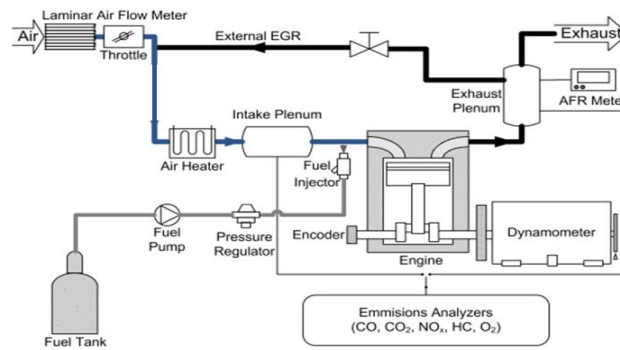 Laminar Air Flow Meter
Air
Throttle
External EGR
Exhaust
Exhaust
Plenum
AFR Mete
Intake Plenum
Air Heater
Fuel
Injector
Fuel
Pump
Pressure
Regulator
Encoder
Engine
Dynamometer
Fuel Tank
Emmisions Analyzers
(CO, CO₂, NOₓ, HC, O₂)